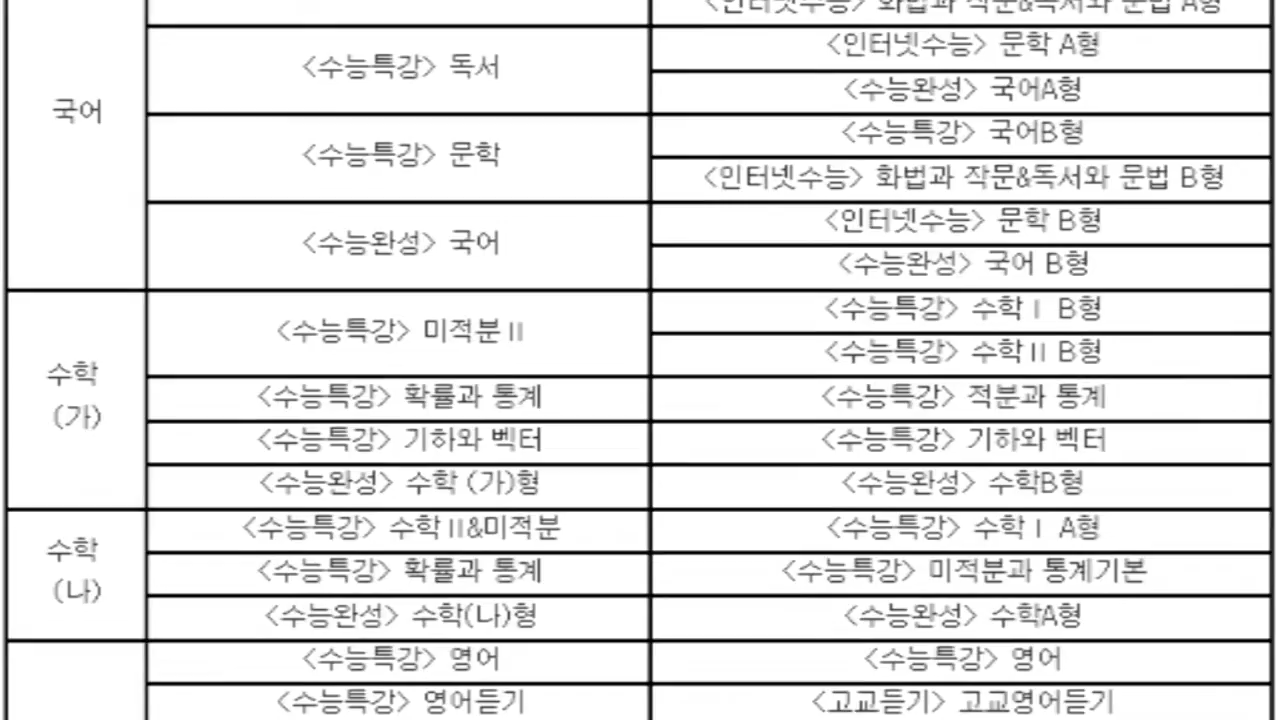 <인터넷수능> 화법과 작문&독서와 문법 A형
<수능특강> 독서
<인터넷수능> 문학 A형
<수능완성> 국어A형
국어
<수능특강> 문학
<수능특강> 국어B형
<인터넷수능> 화법과 작문&독서와 문법 B형
<수능완성> 국어
<인터넷수능> 문학 B형
<수능완성> 국어 B형
수학
(가)
<수능특강> 미적분Ⅱ
<수능특강> 수학Ⅰ B형
<수능특강> 수학Ⅱ B형
<수능특강> 확률과 통계
<수능특강> 적분과 통계
<수능특강> 기하와 벡터
<수능특강> 기하와 벡터
<수능완성> 수학 (가)형
<수능완성> 수학B형
수학
(나)
<수능특강> 수학Ⅱ&미적분
<수능특강> 수학Ⅰ A형
<수능특강> 확률과 통계
<수능특강> 미적분과 통계기본
<수능완성> 수학(나)형
<수능완성> 수학A형
<수능특강> 영어
<수능특강> 영어
<수능특강> 영어듣기
<고교듣기> 고교영어듣기